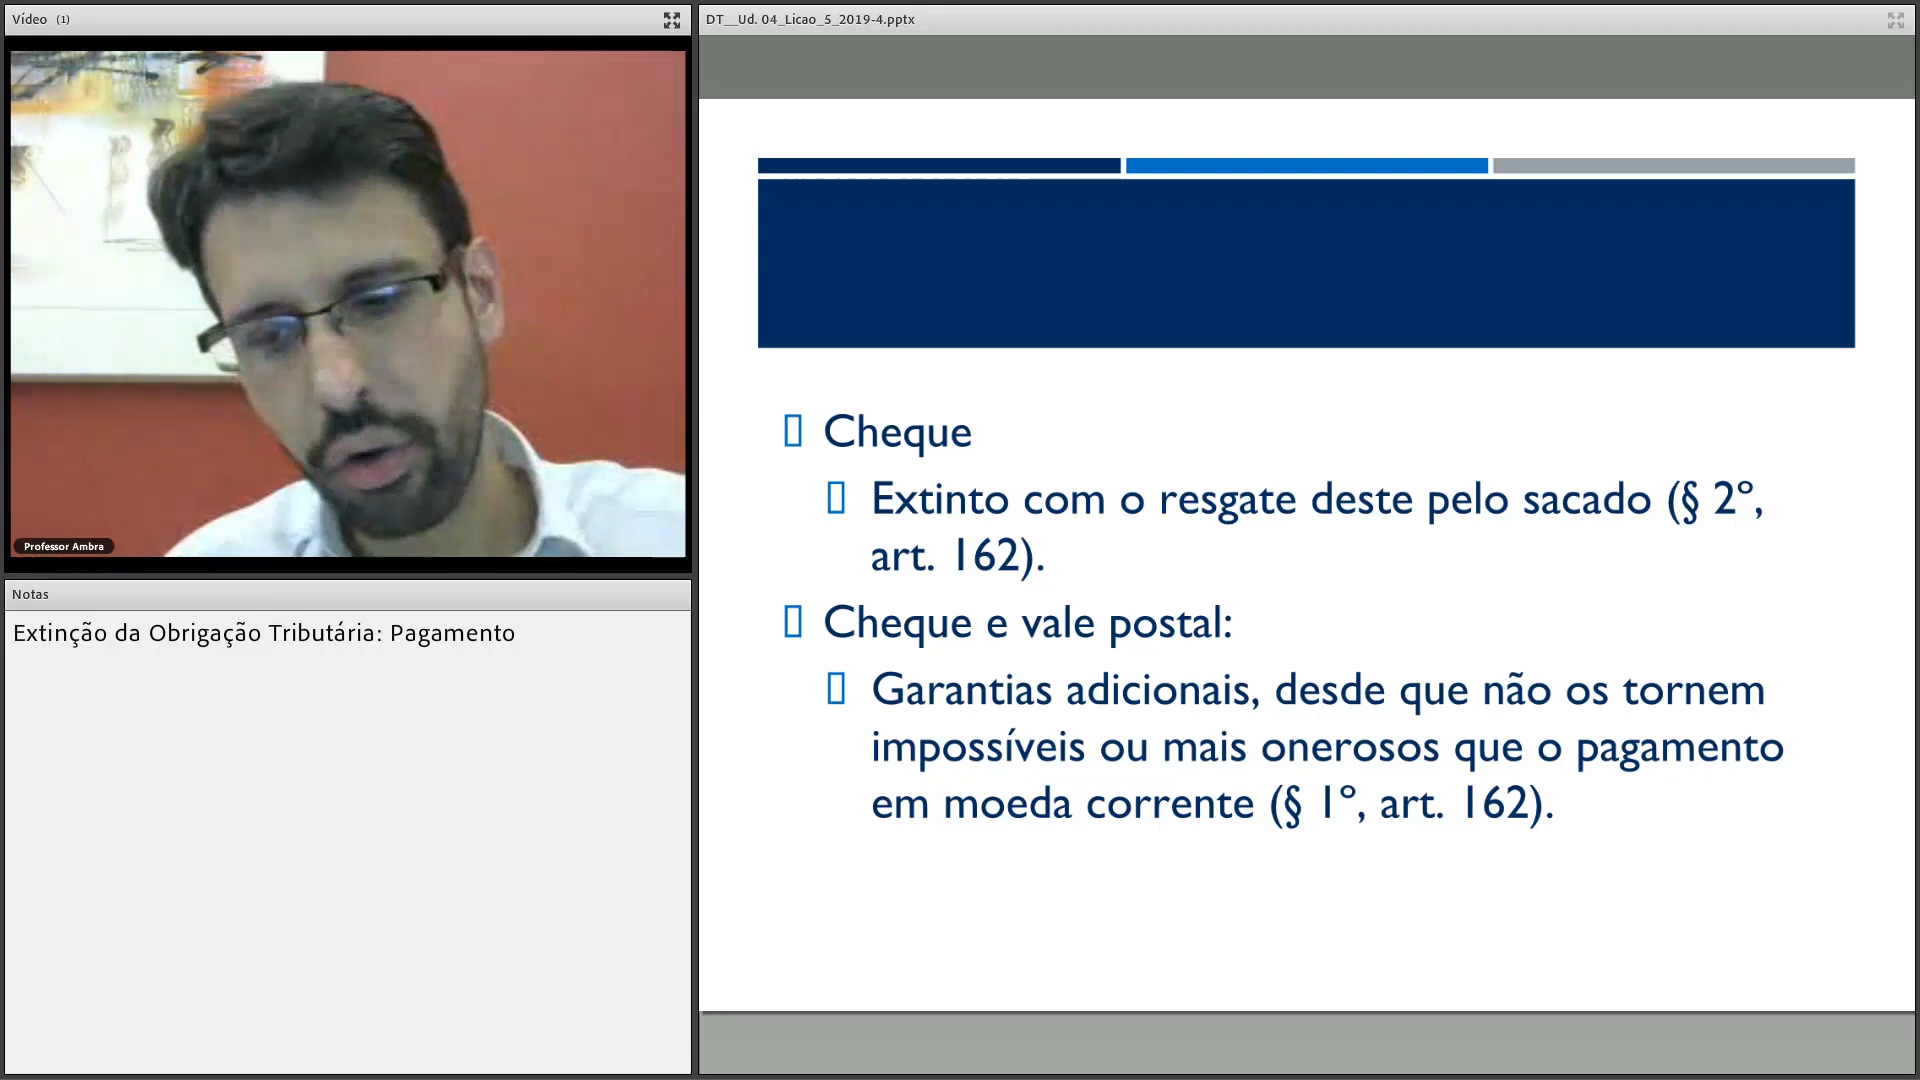 Vídeo (1)
Professor Ambra
Notas
Extinção da Obrigação Tributária: Pagamento
DT__Ud. 04_Licao_5_2019-4.pptx
Cheque
Extinto com o resgate deste pelo sacado (§ 2º,
art. 162).
Cheque e vale postal:
Garantias adicionais, desde que não os tornem
impossíveis ou mais onerosos que o pagamento
em moeda corrente (§ 1º, art. 162).